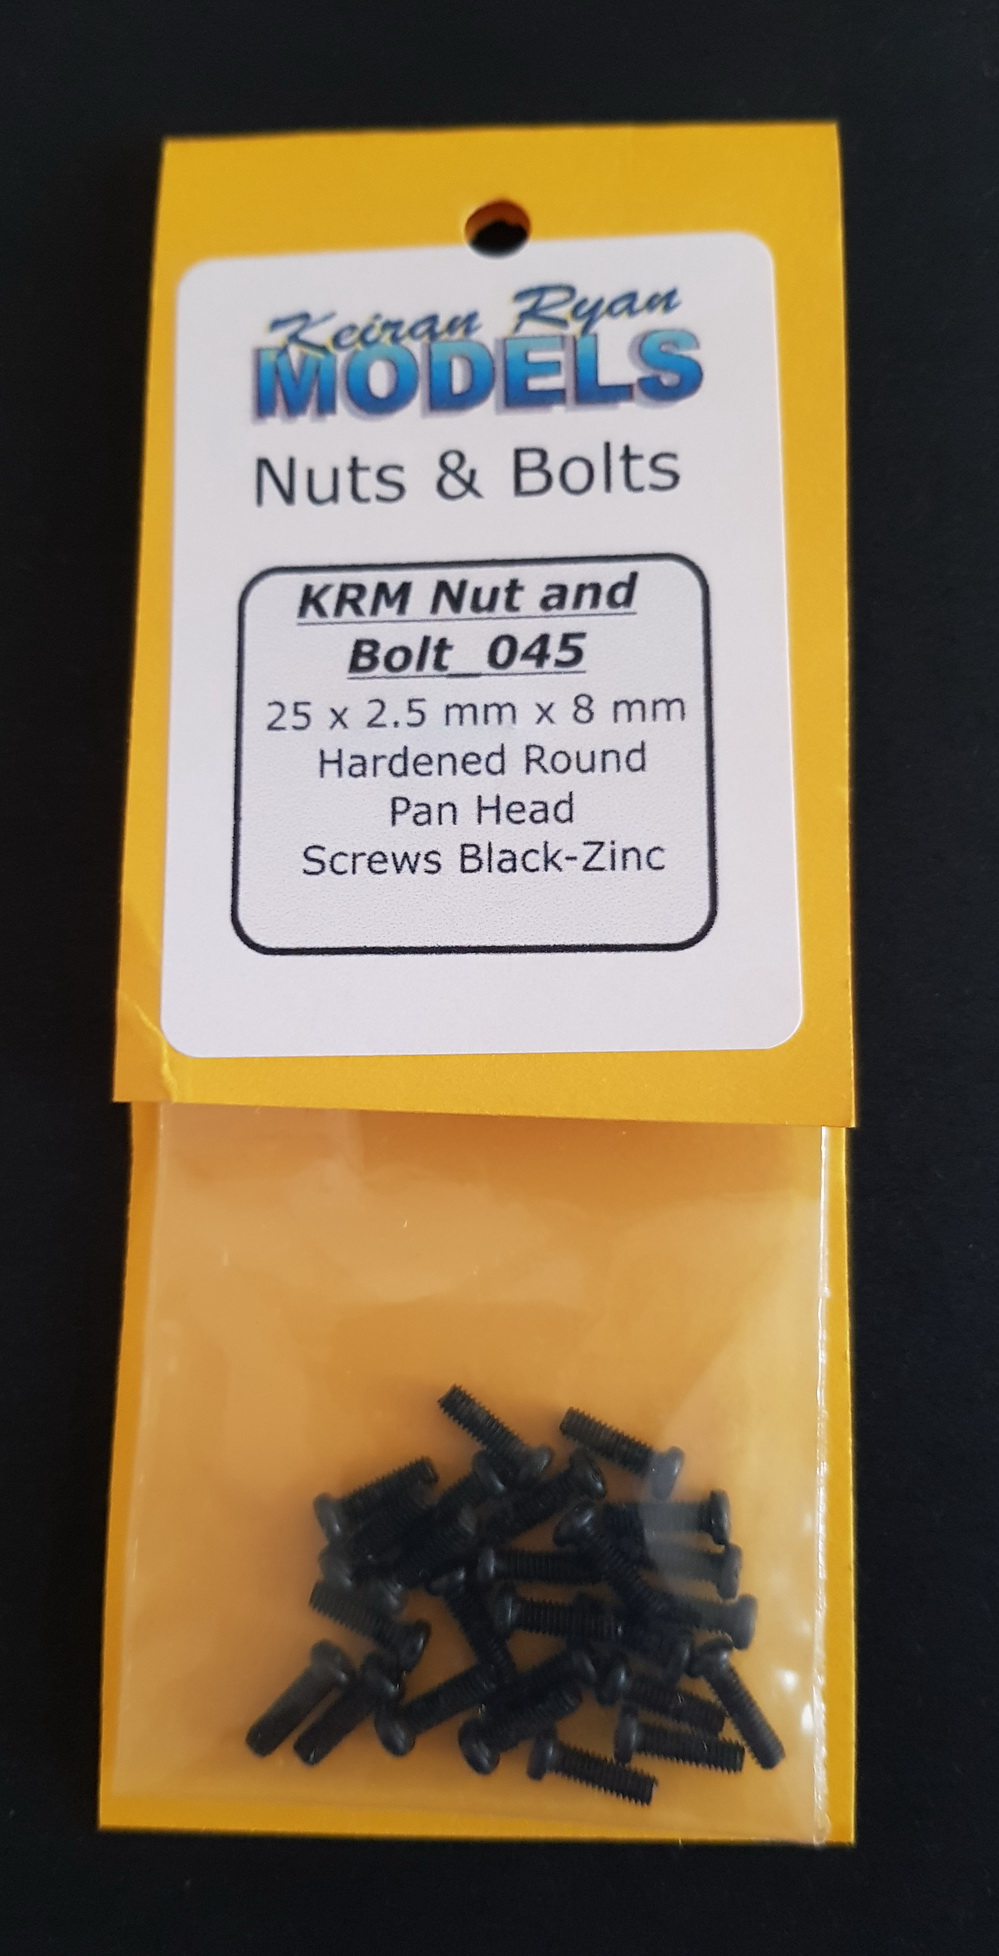 Keiran Ryan
MODELS
Nuts & Bolts
KRM Nut and
Bolt_045
25 x 2.5 mm x 8 mm
Hardened Round
Pan Head
Screws Black-Zinc